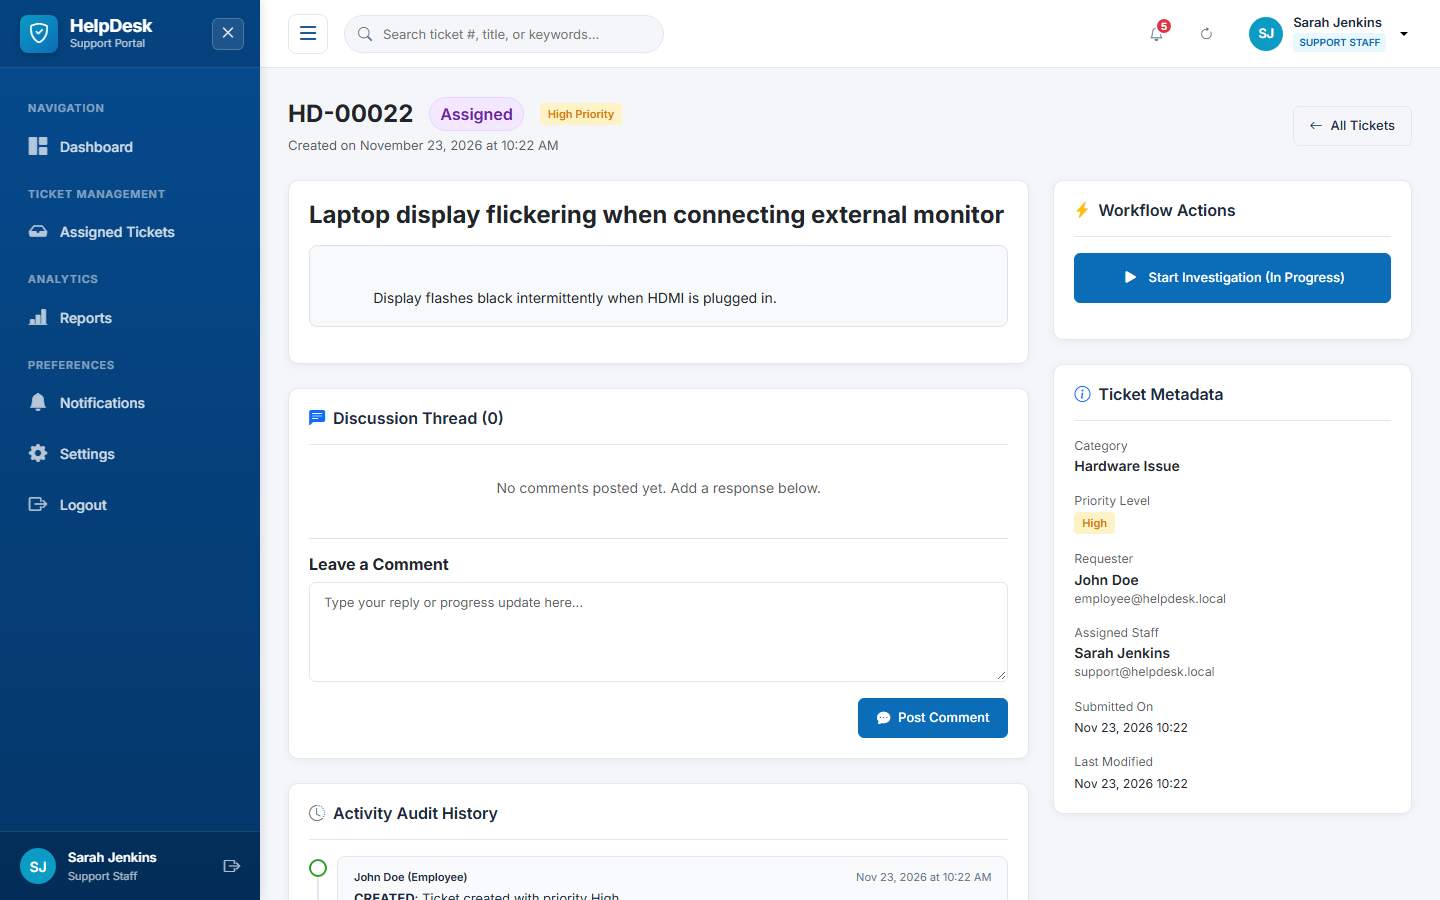 HelpDesk
Support Portal
NAVIGATION
Dashboard
TICKET MANAGEMENT
Assigned Tickets
ANALYTICS
Reports
PREFERENCES
Notifications
Settings
Logout
SJ
Sarah Jenkins
Support Staff
Search ticket #, title, or keywords...
5
SJ
Sarah Jenkins
SUPPORT STAFF
HD-00022
Assigned
High Priority
Created on November 23, 2026 at 10:22 AM
All Tickets
Laptop display flickering when connecting external monitor
Display flashes black intermittently when HDMI is plugged in.
Discussion Thread (0)
No comments posted yet. Add a response below.
Leave a Comment
Type your reply or progress update here...
Post Comment
Activity Audit History
John Doe (Employee)
Nov 23, 2026 at 10:22 AM
CREATED: Ticket created with priority High
Workflow Actions
Start Investigation (In Progress)
Ticket Metadata
Category
Hardware Issue
Priority Level
High
Requester
John Doe
employee@helpdesk.local
Assigned Staff
Sarah Jenkins
support@helpdesk.local
Submitted On
Nov 23, 2026 10:22
Last Modified
Nov 23, 2026 10:22